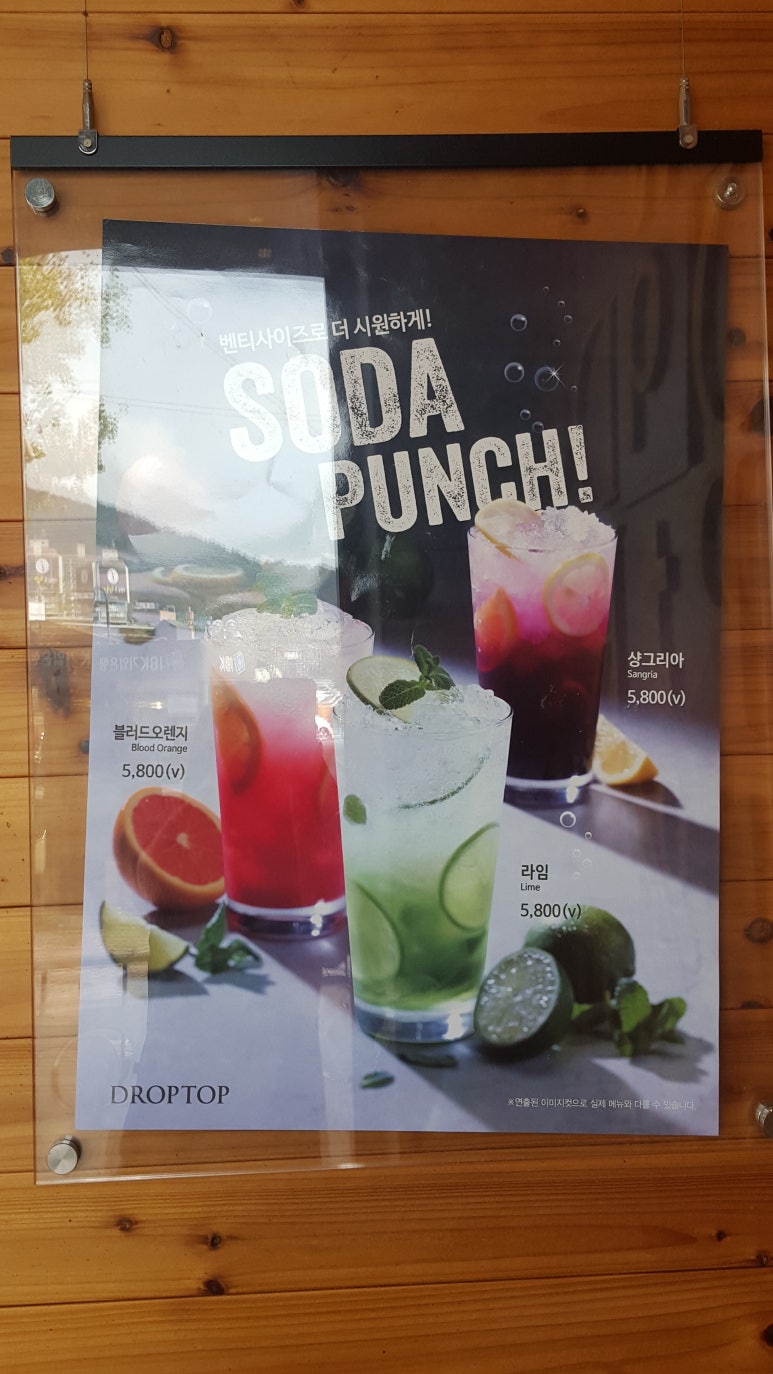 벤티사이즈로 더 시원하게!
SODA
PUNCH!
샹그리아
Sangria
5,800(v)
블러드오렌지
Blood Orange
5,800(v)
라임
Lime
5,800(v)
DROPTOP
※연출된 이미지컷으로 실제 메뉴와 다를 수 있습니다.